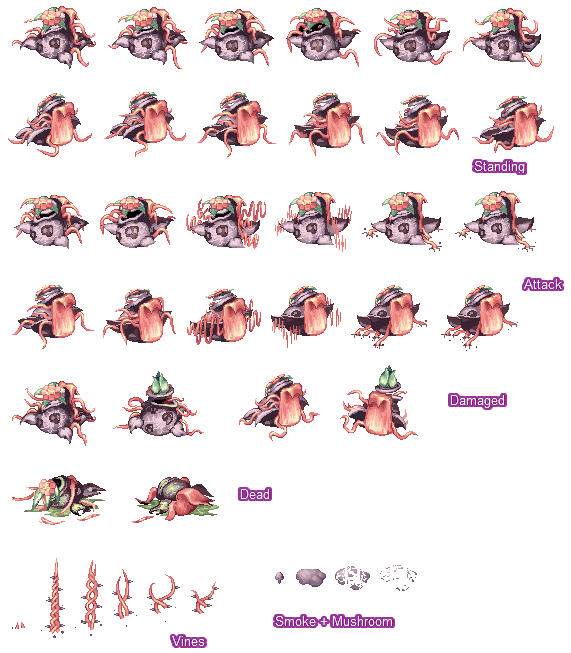 Standing
Attack
Damaged
Dead
Smoke + Mushroom
Vines